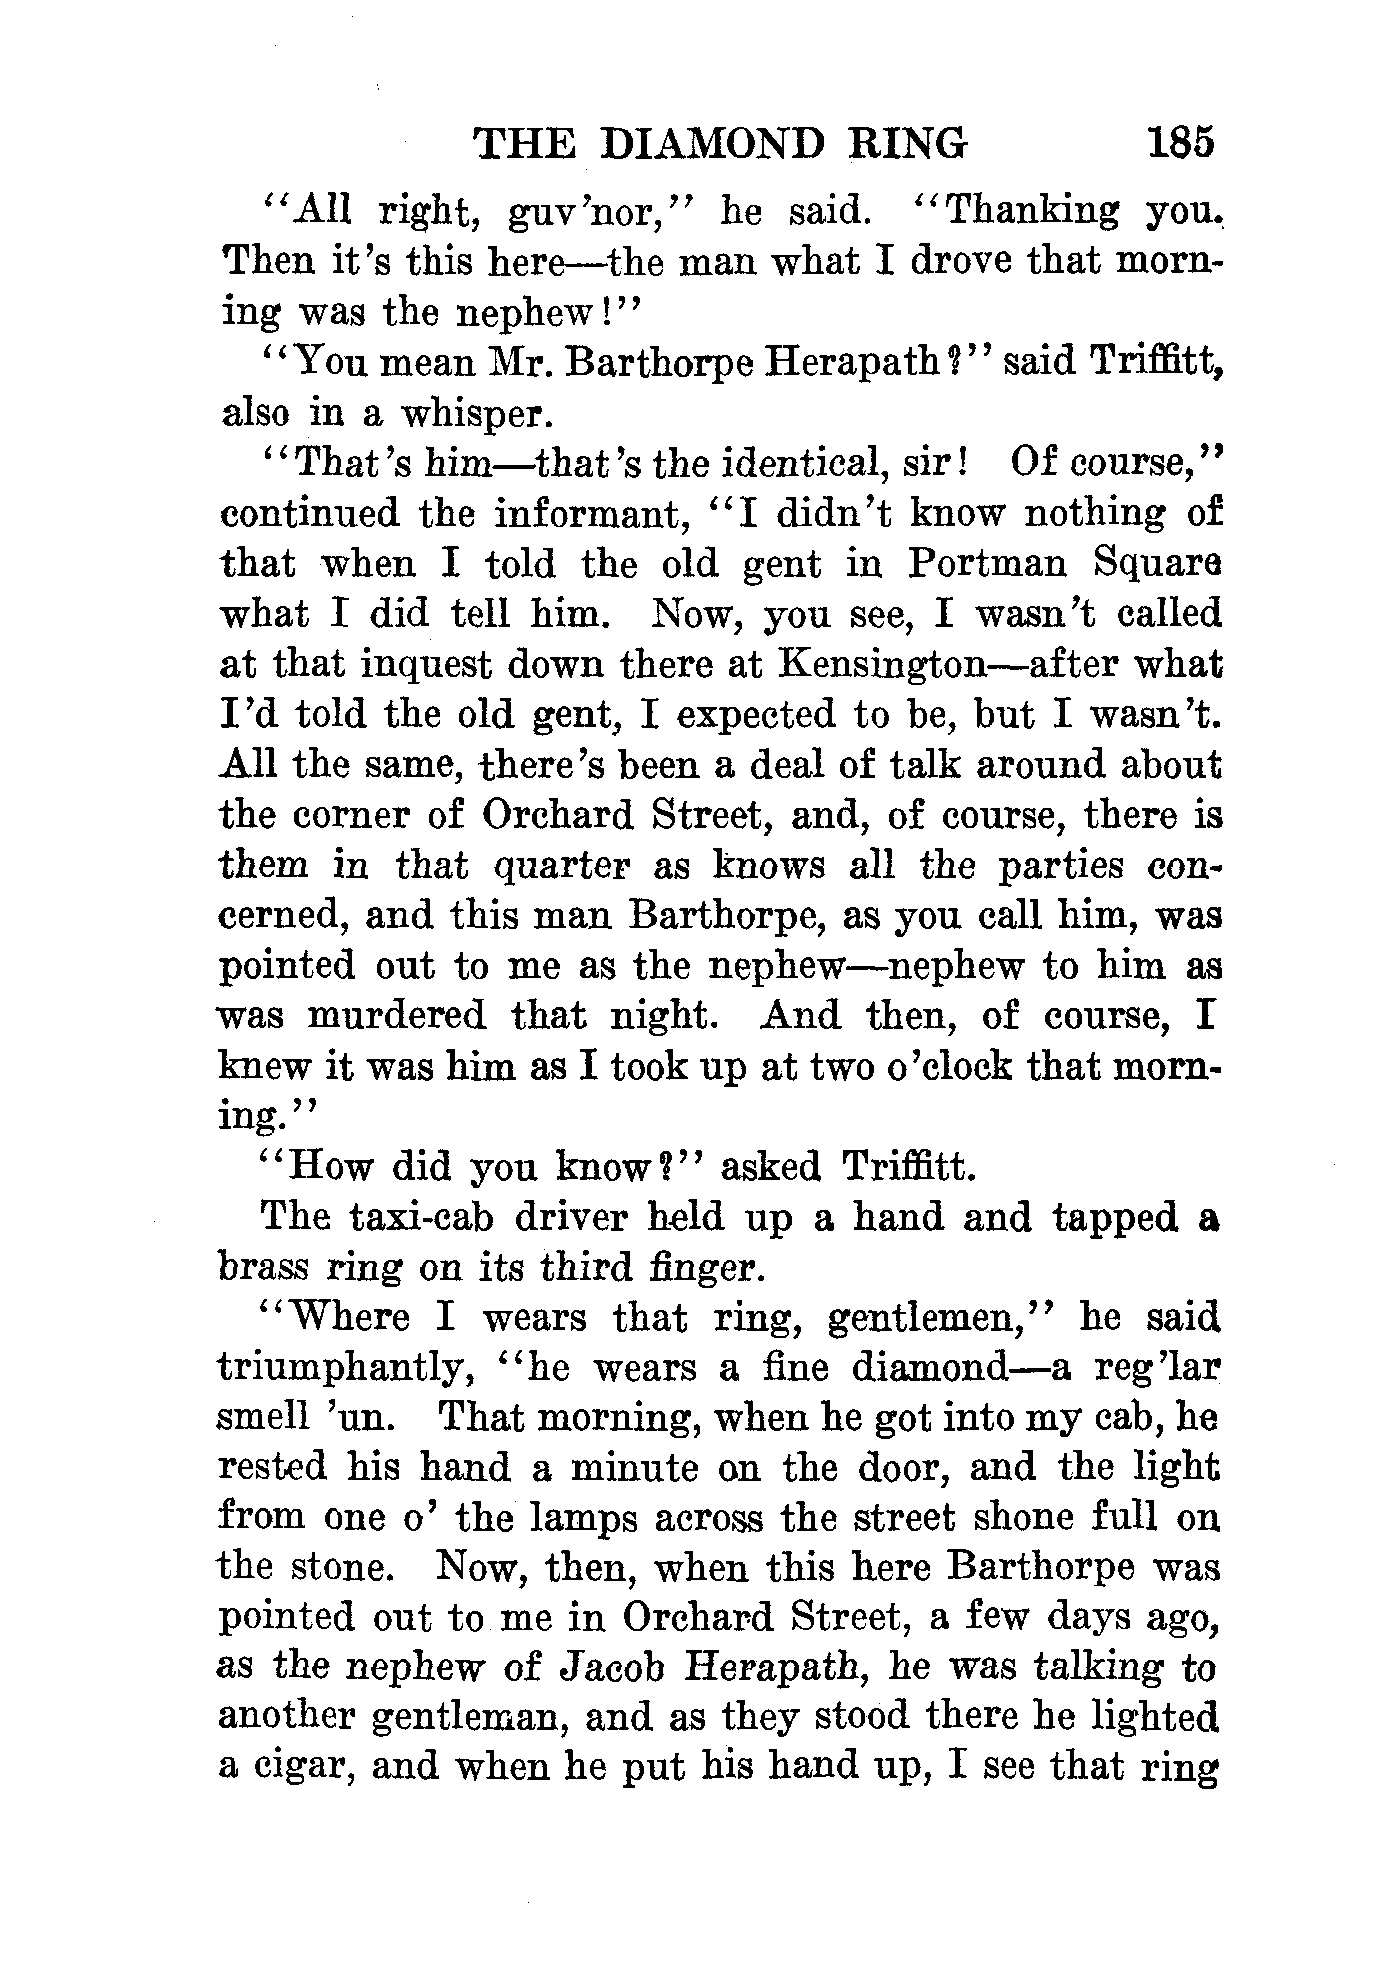 THE DIAMOND RING 185
"All right, guv'nor," he said. "Thanking you.
Then it's this here—the man what I drove that morn-
ing was the nephew!"
"You mean Mr. Barthorpe Herapath?" said Triffitt,
also in a whisper.
"That's him—that's the identical, sir! Of course,"
continued the informant, "I didn't know nothing of
that when I told the old gent in Portman Square
what I did tell him. Now, you see, I wasn't called
at that inquest down there at Kensington—after what
I'd told the old gent, I expected to be, but I wasn't.
All the same, there's been a deal of talk around about
the corner of Orchard Street, and, of course, there is
them in that quarter as knows all the parties con-
cerned, and this man Barthorpe, as you call him, was
pointed out to me as the nephew—nephew to him as
was murdered that night. And then, of course, I
knew it was him as I took up at two o'clock that morn-
ing."
"How did you know?" asked Triffitt.
The taxi-cab driver held up a hand and tapped a
brass ring on its third finger.
"Where I wears that ring, gentlemen," he said
triumphantly, "he wears a fine diamond—a reg'lar
smell 'un. That morning, when he got into my cab, he
rested his hand a minute on the door, and the light
from one o' the lamps across the street shone full on
the stone. Now, then, when this here Barthorpe was
pointed out to me in Orchard Street, a few days ago,
as the nephew of Jacob Herapath, he was talking to
another gentleman, and as they stood there he lighted
a cigar, and when he put his hand up, I see that ring